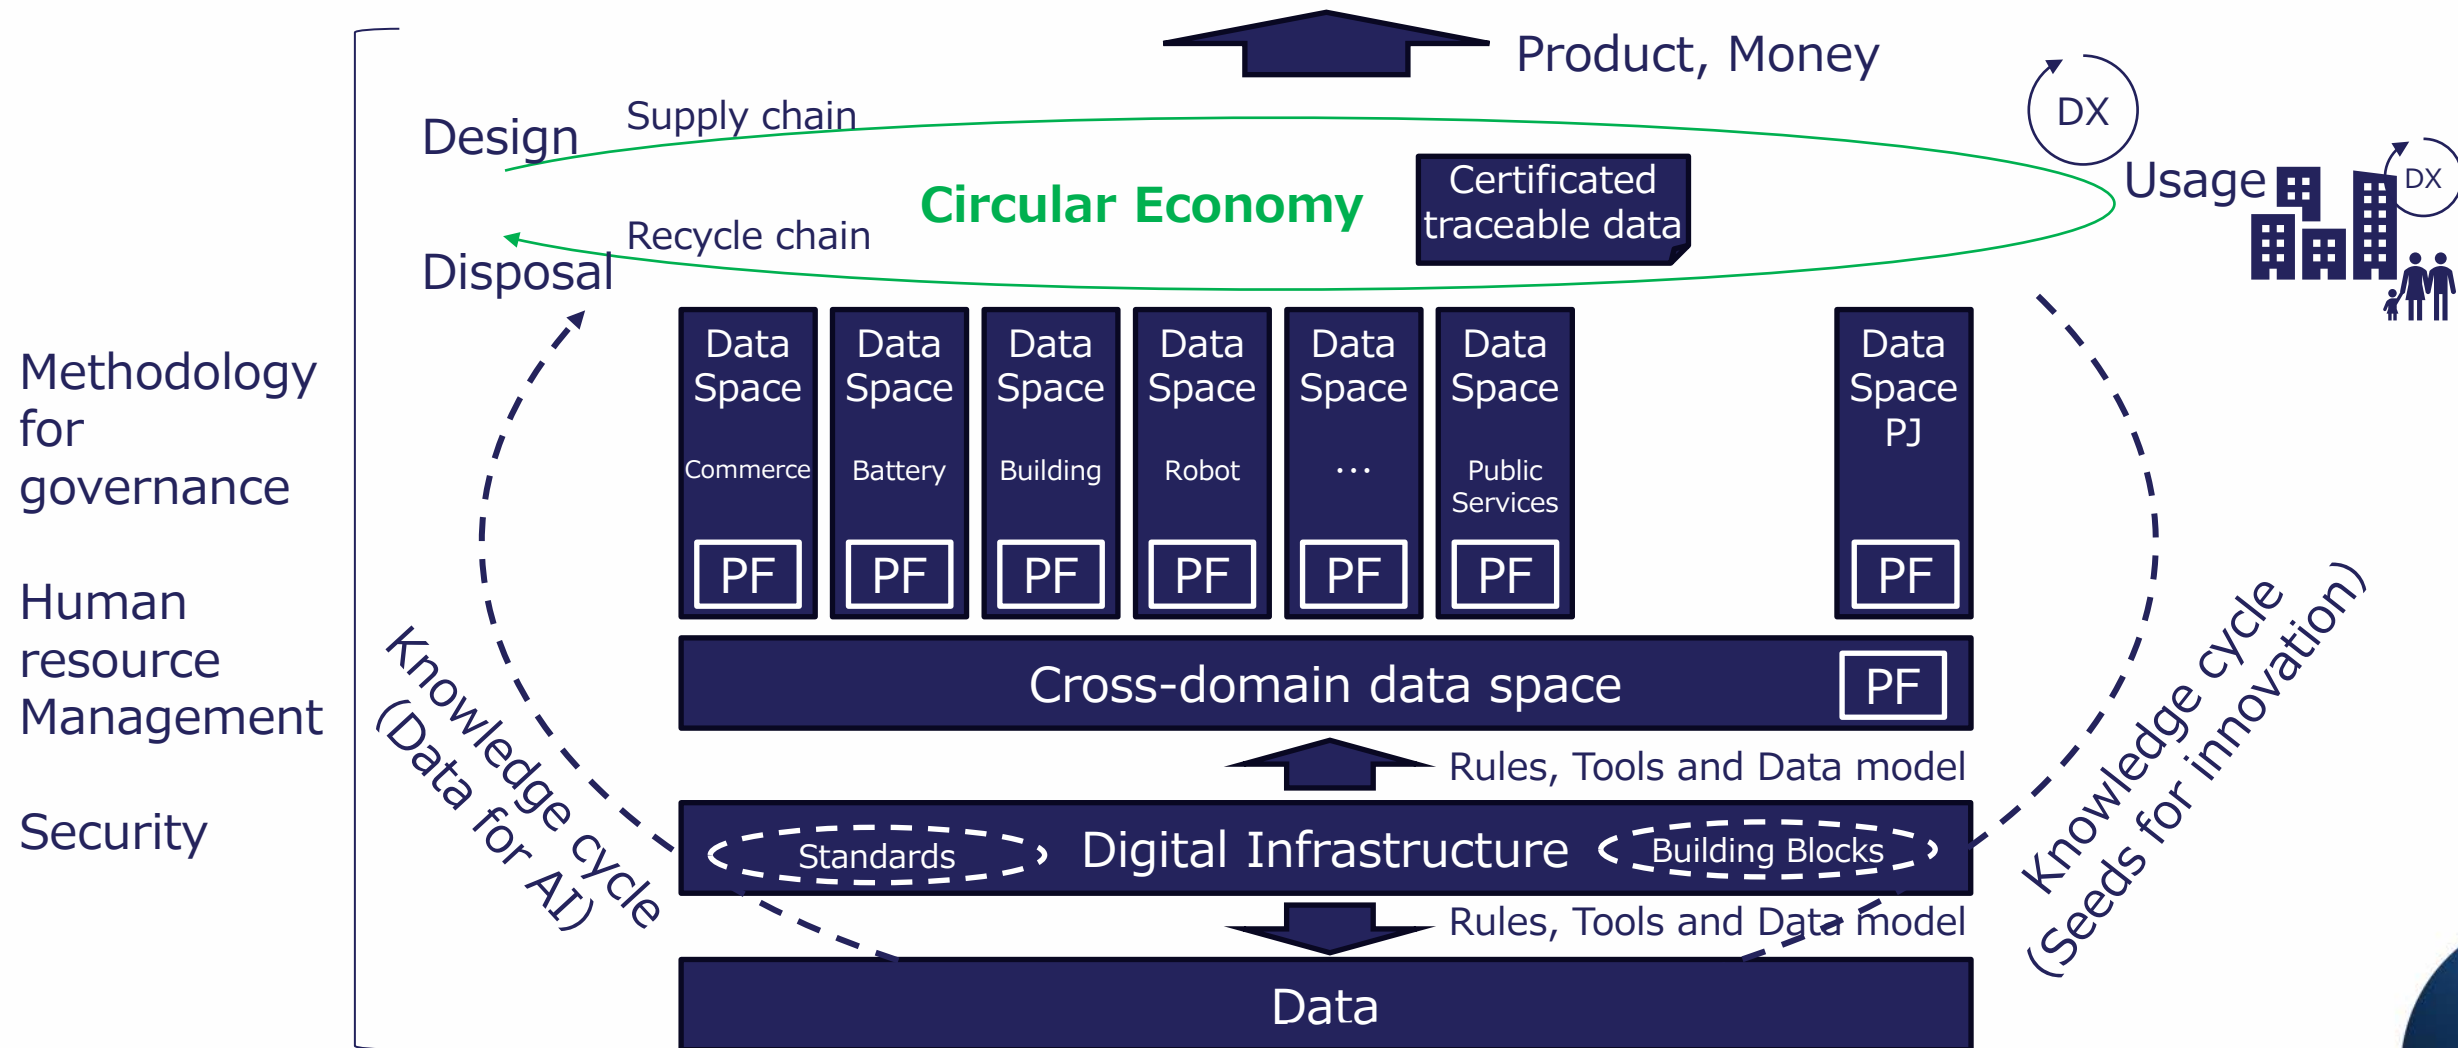 Product, Money
DX
Design
Supply chain
Certificated
traceable data
Usage
DX
Circular Economy
Recycle chain
Disposal
Methodology
for
governance
Human
resource
Management
Security
Data
Space
Commerce
PF
Data
Space
Battery
PF
Data
Space
Building
PF
Data
Space
Robot
PF
Data
Space
...
PF
Data
Space
Public
Services
PF
Data
Space
PJ
PF
Cross-domain data space
PF
Rules, Tools and Data model
Standards
Digital Infrastructure
Building Blocks
Rules, Tools and Data model
Data
Knowledge cycle
(Data for AI)
Knowledge cycle
(Seeds for innovation)